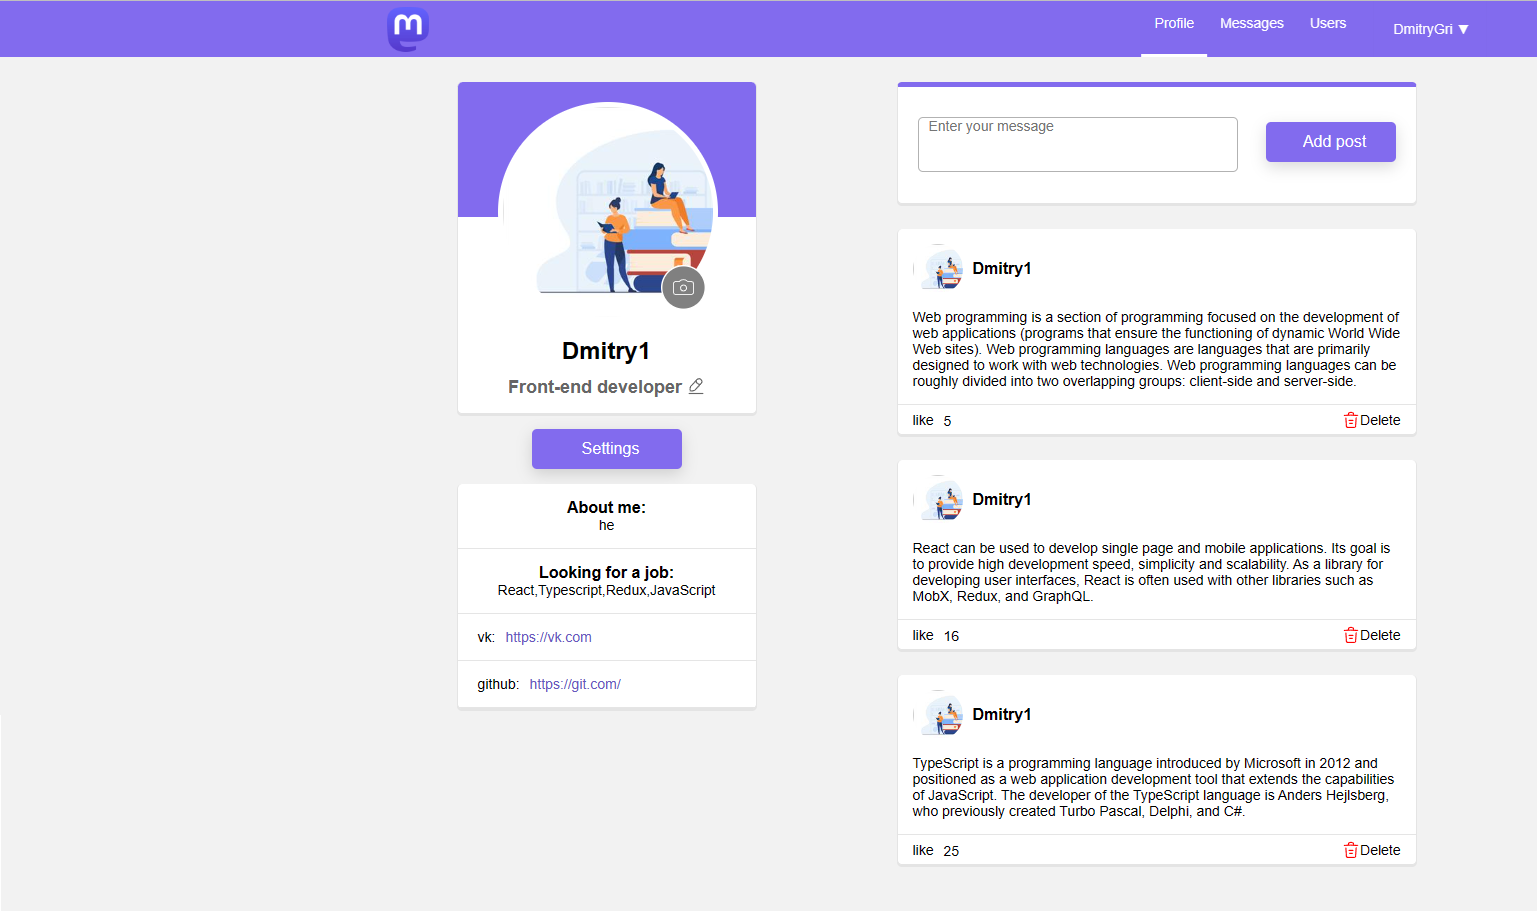 m
Profile Messages Users DmitryGri ▼
Dmitry1
Front-end developer
Settings
About me:
he
Looking for a job:
React,Typescript,Redux,JavaScript
vk: https://vk.com
github: https://git.com/
Enter your message
Add post
Dmitry1
Web programming is a section of programming focused on the development of
web applications (programs that ensure the functioning of dynamic World Wide
Web sites). Web programming languages are languages that are primarily
designed to work with web technologies. Web programming languages can be
roughly divided into two overlapping groups: client-side and server-side.
like 5 Delete
Dmitry1
React can be used to develop single page and mobile applications. Its goal is
to provide high development speed, simplicity and scalability. As a library for
developing user interfaces, React is often used with other libraries such as
MobX, Redux, and GraphQL.
like 16 Delete
Dmitry1
TypeScript is a programming language introduced by Microsoft in 2012 and
positioned as a web application development tool that extends the capabilities
of JavaScript. The developer of the TypeScript language is Anders Hejlsberg,
who previously created Turbo Pascal, Delphi, and C#.
like 25 Delete